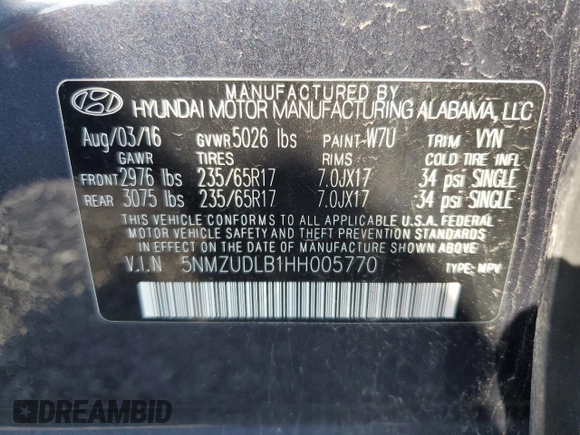 MANUFACTURED BY
HYUNDAI MOTOR MANUFACTURING ALABAMA, LLC
Aug/03/16 GVWR 5026 lbs PAINT-W7U TRIM VYN
GAWR TIRES RIMS COLD TIRE INFL
FRONT 2976 lbs 235/65R17 7.0JX17 34 psi SINGLE
REAR 3075 lbs 235/65R17 7.0JX17 34 psi SINGLE
THIS VEHICLE CONFORMS TO ALL APPLICABLE U.S.A. FEDERAL
MOTOR VEHICLE SAFETY AND THEFT PREVENTION STANDARDS
IN EFFECT ON THE DATE OF MANUFACTURE SHOWN ABOVE.
V.I.N 5NMZUDLB1HH005770 TYPE: MPV
DREAMBID